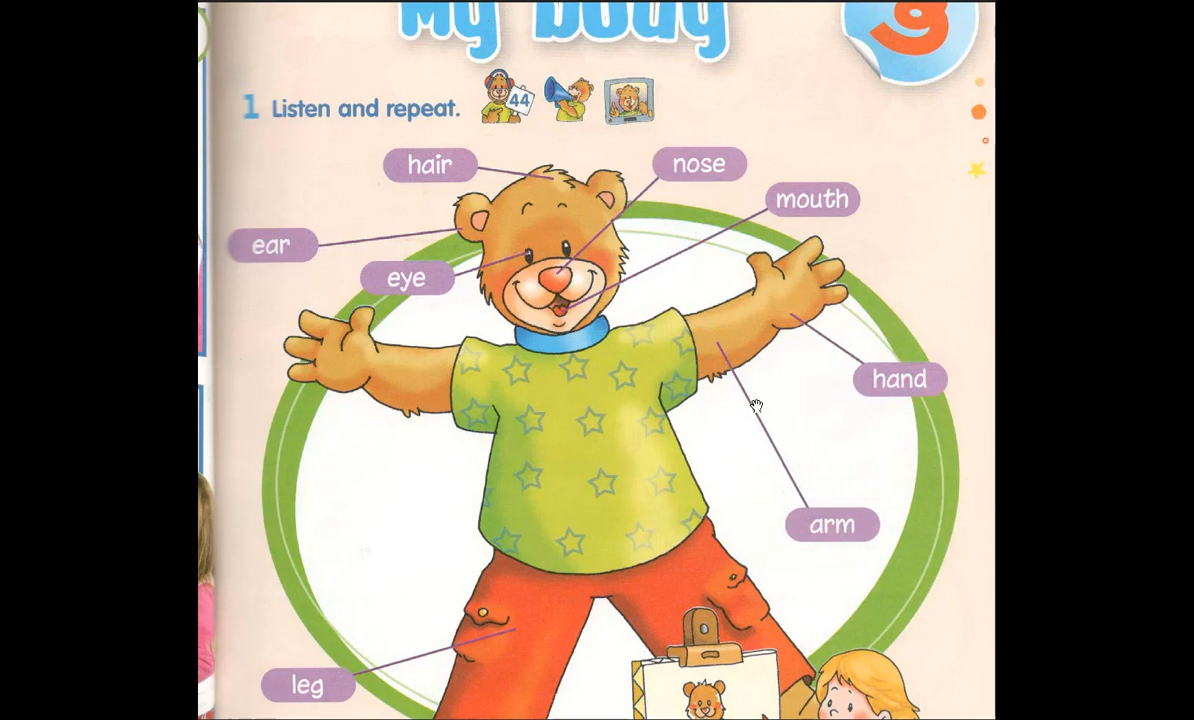 My body
9
1 Listen and repeat.
44
hair
nose
mouth
ear
eye
hand
arm
leg